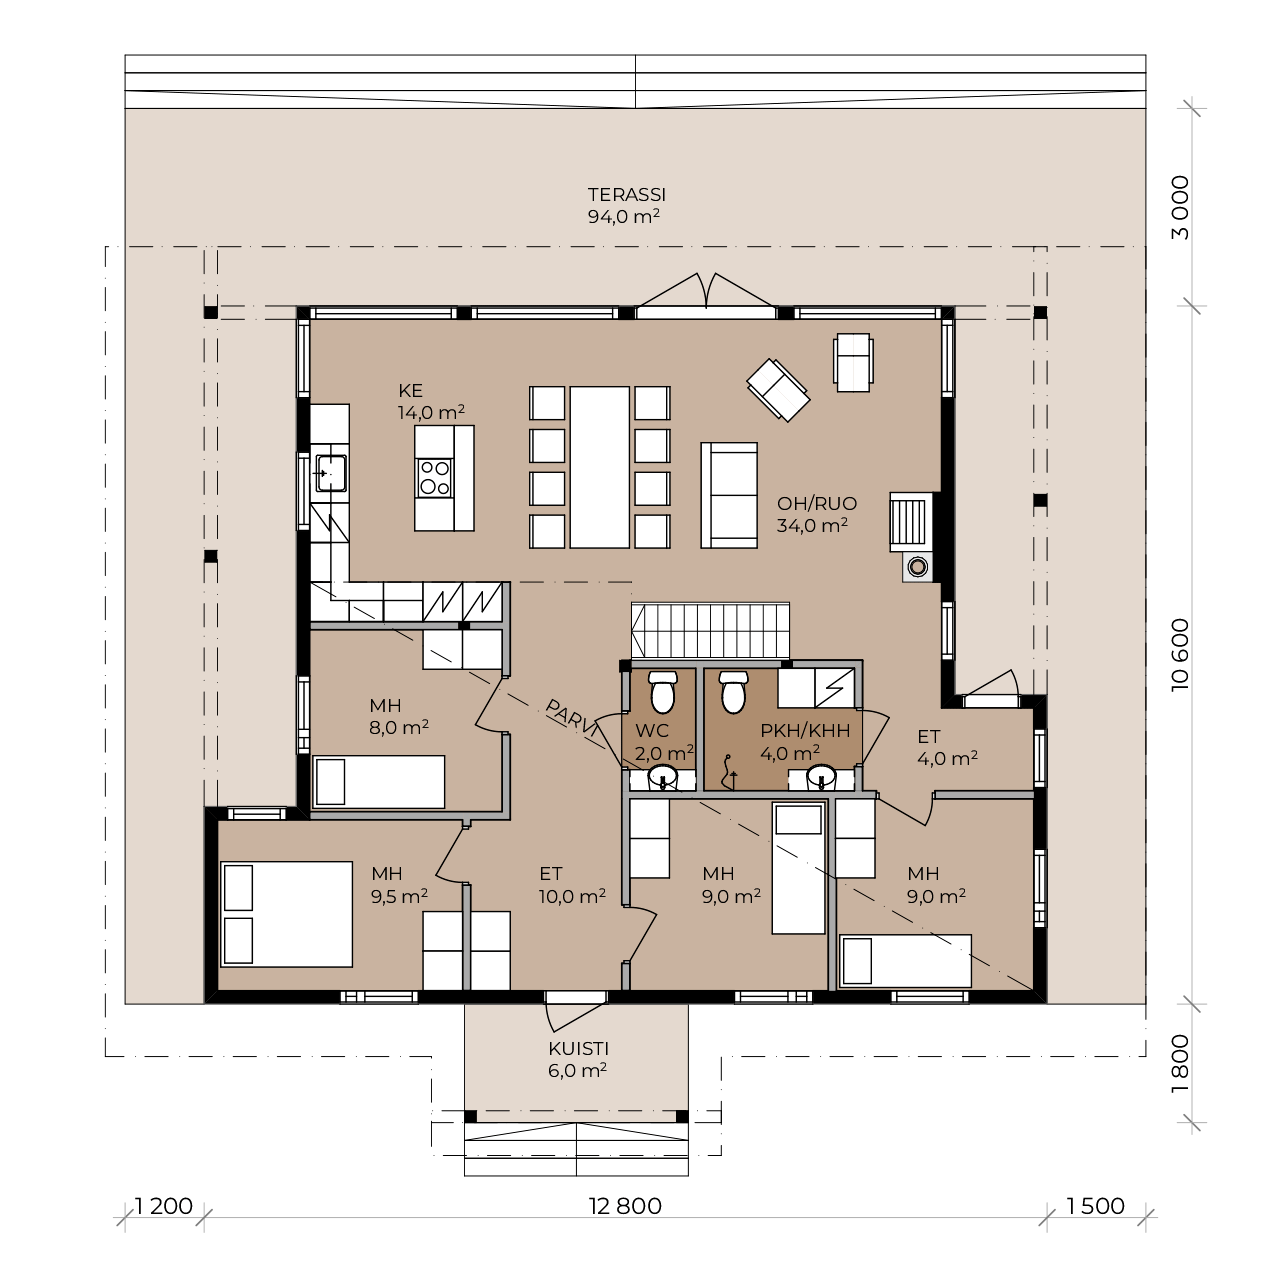 TERASSI
94,0 m²
3 000
KE
14,0 m²
OH/RUO
34,0 m²
10 600
MH
8,0 m²
PARVI
WC
2,0 m²
PKH/KHH
4,0 m²
ET
4,0 m²
MH
9,5 m²
ET
10,0 m²
MH
9,0 m²
MH
9,0 m²
KUISTI
6,0 m²
1 800
1 200
12 800
1 500